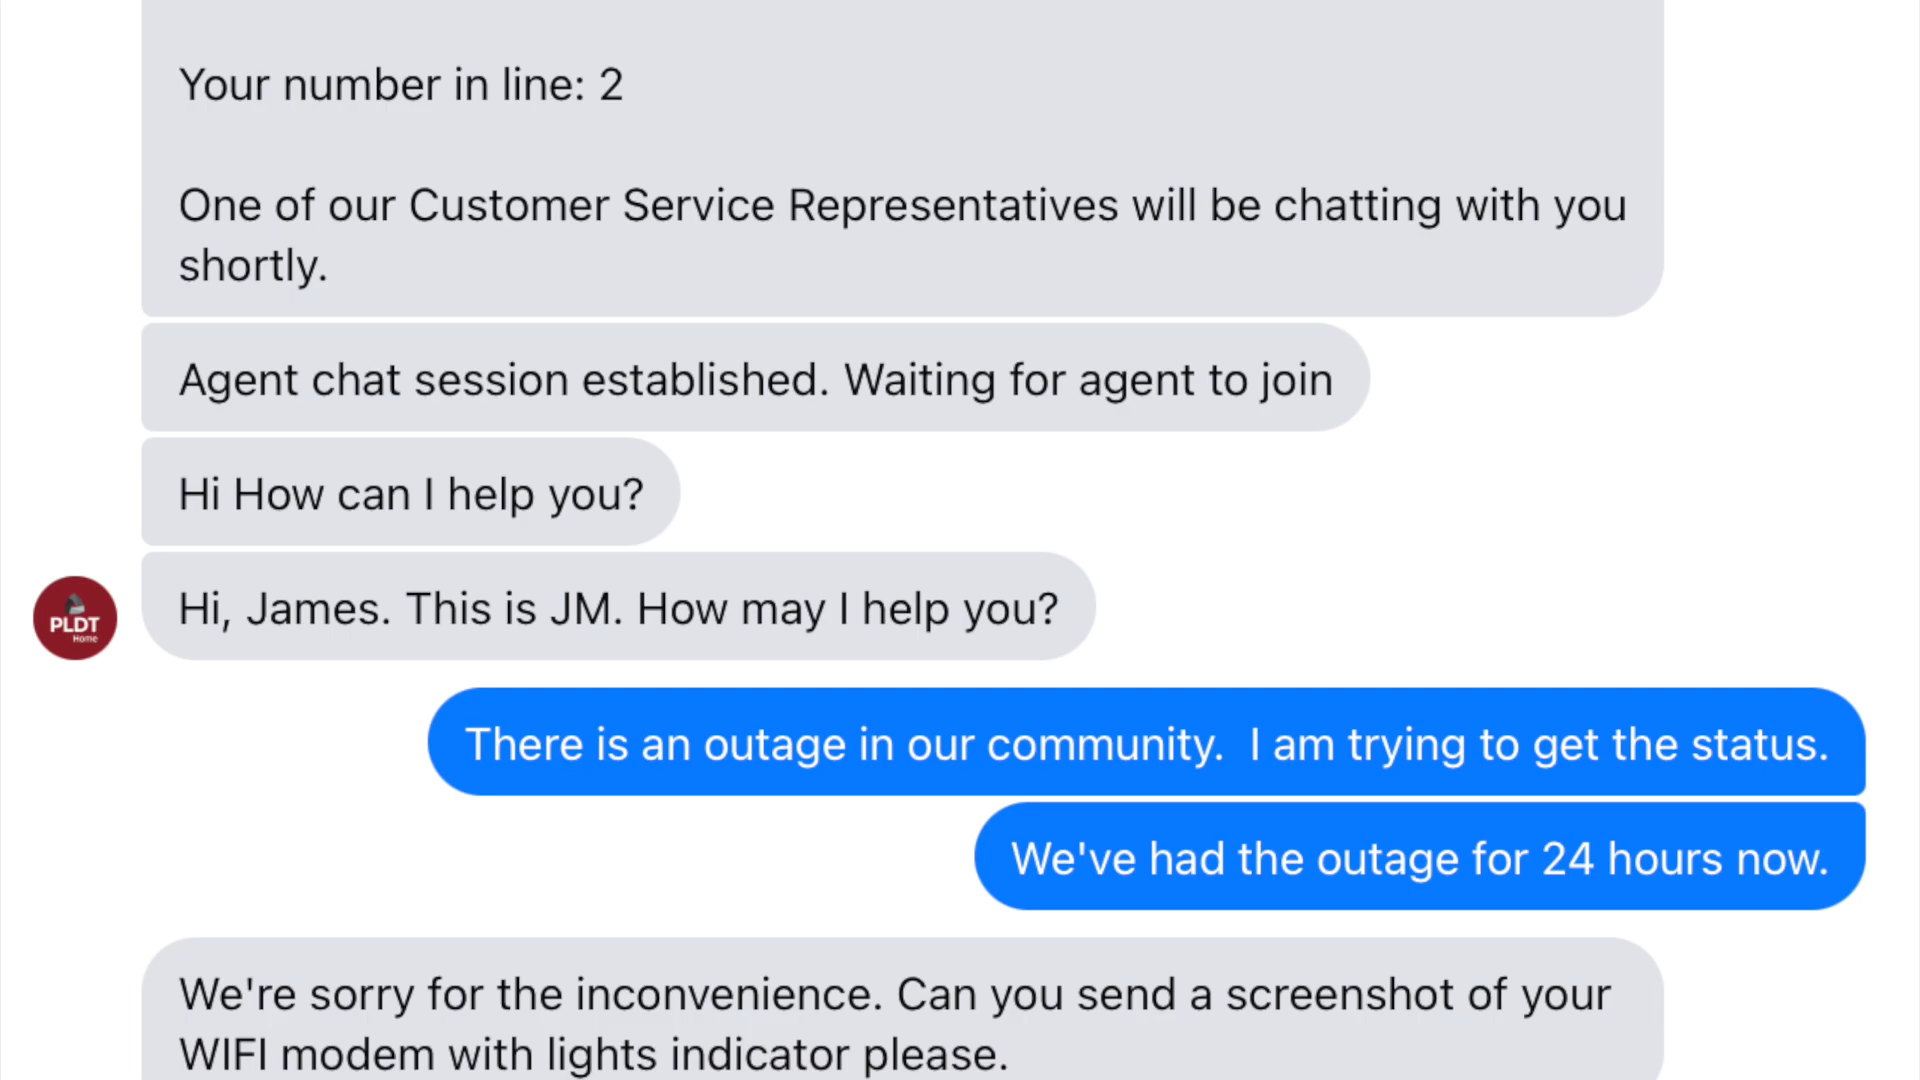 Your number in line: 2
One of our Customer Service Representatives will be chatting with you
shortly.
Agent chat session established. Waiting for agent to join
Hi How can I help you?
PLDT
Home
Hi, James. This is JM. How may I help you?
There is an outage in our community.  I am trying to get the status.
We've had the outage for 24 hours now.
We're sorry for the inconvenience. Can you send a screenshot of your
WIFI modem with lights indicator please.